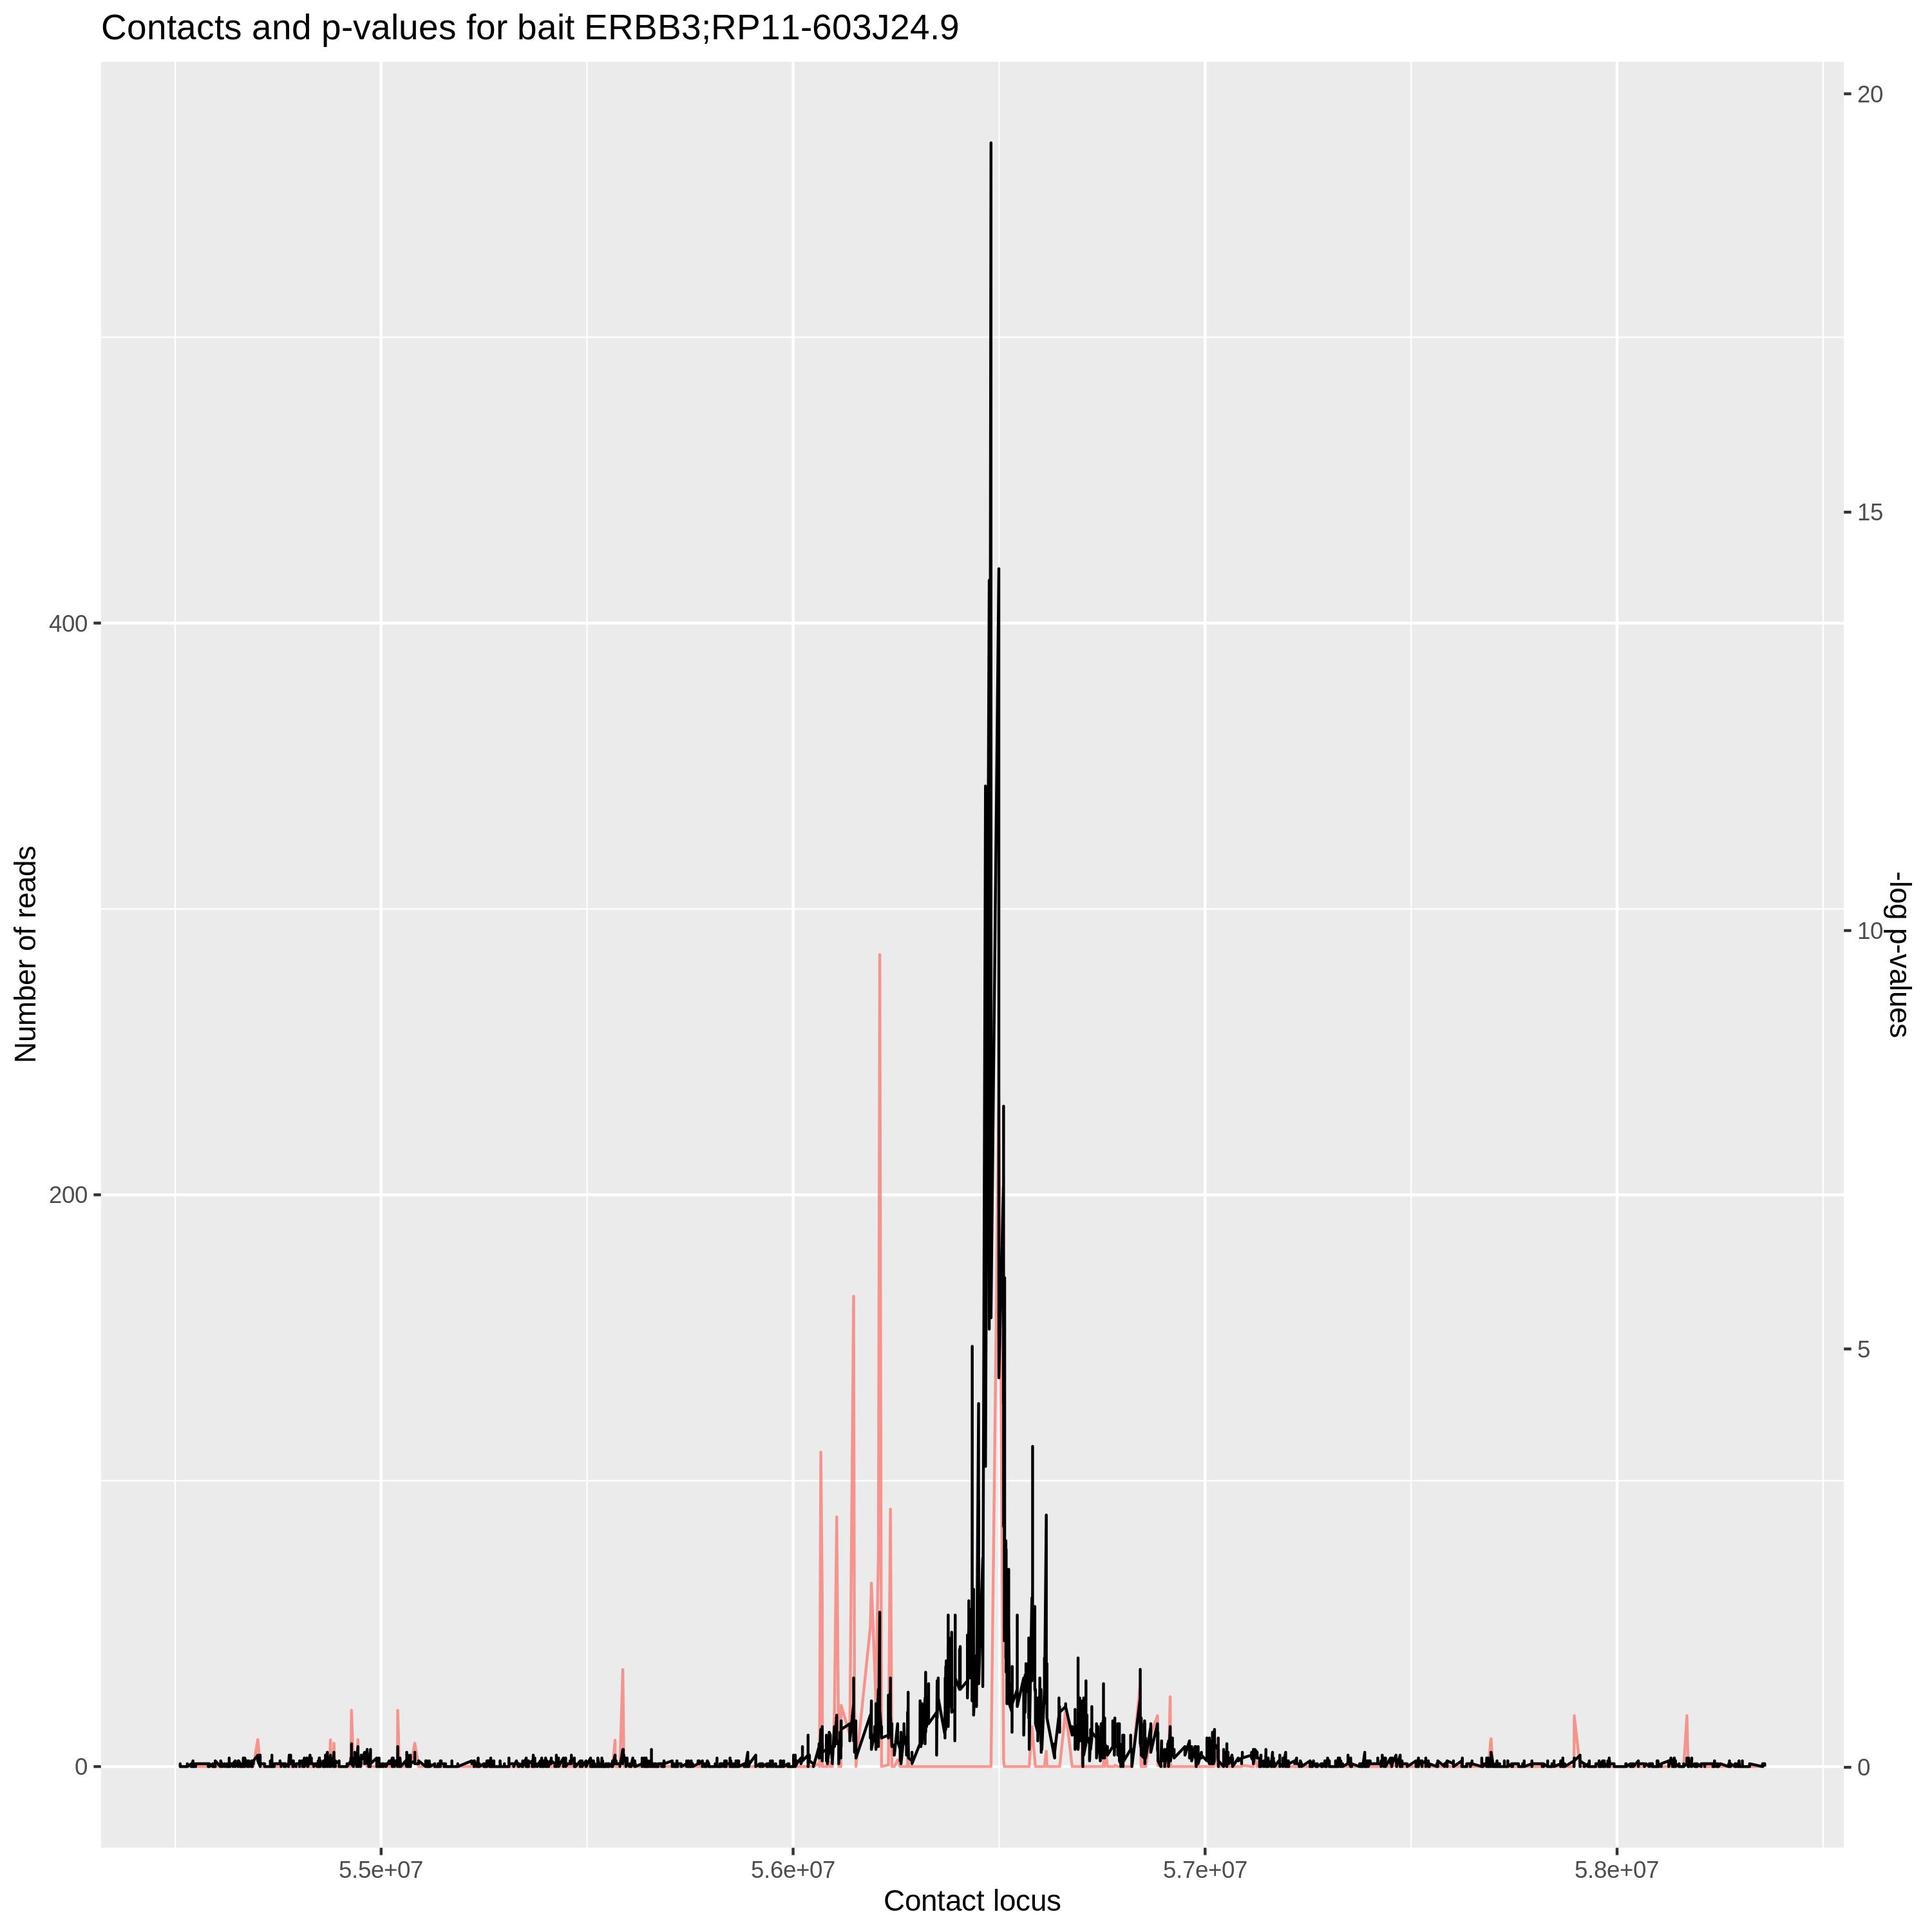 Contacts and p-values for bait ERBB3;RP11-603J24.9
Number of reads
400
200
0
20
15
10
5
0
-log p-values
5.5e+07
5.6e+07
5.7e+07
5.8e+07
Contact locus